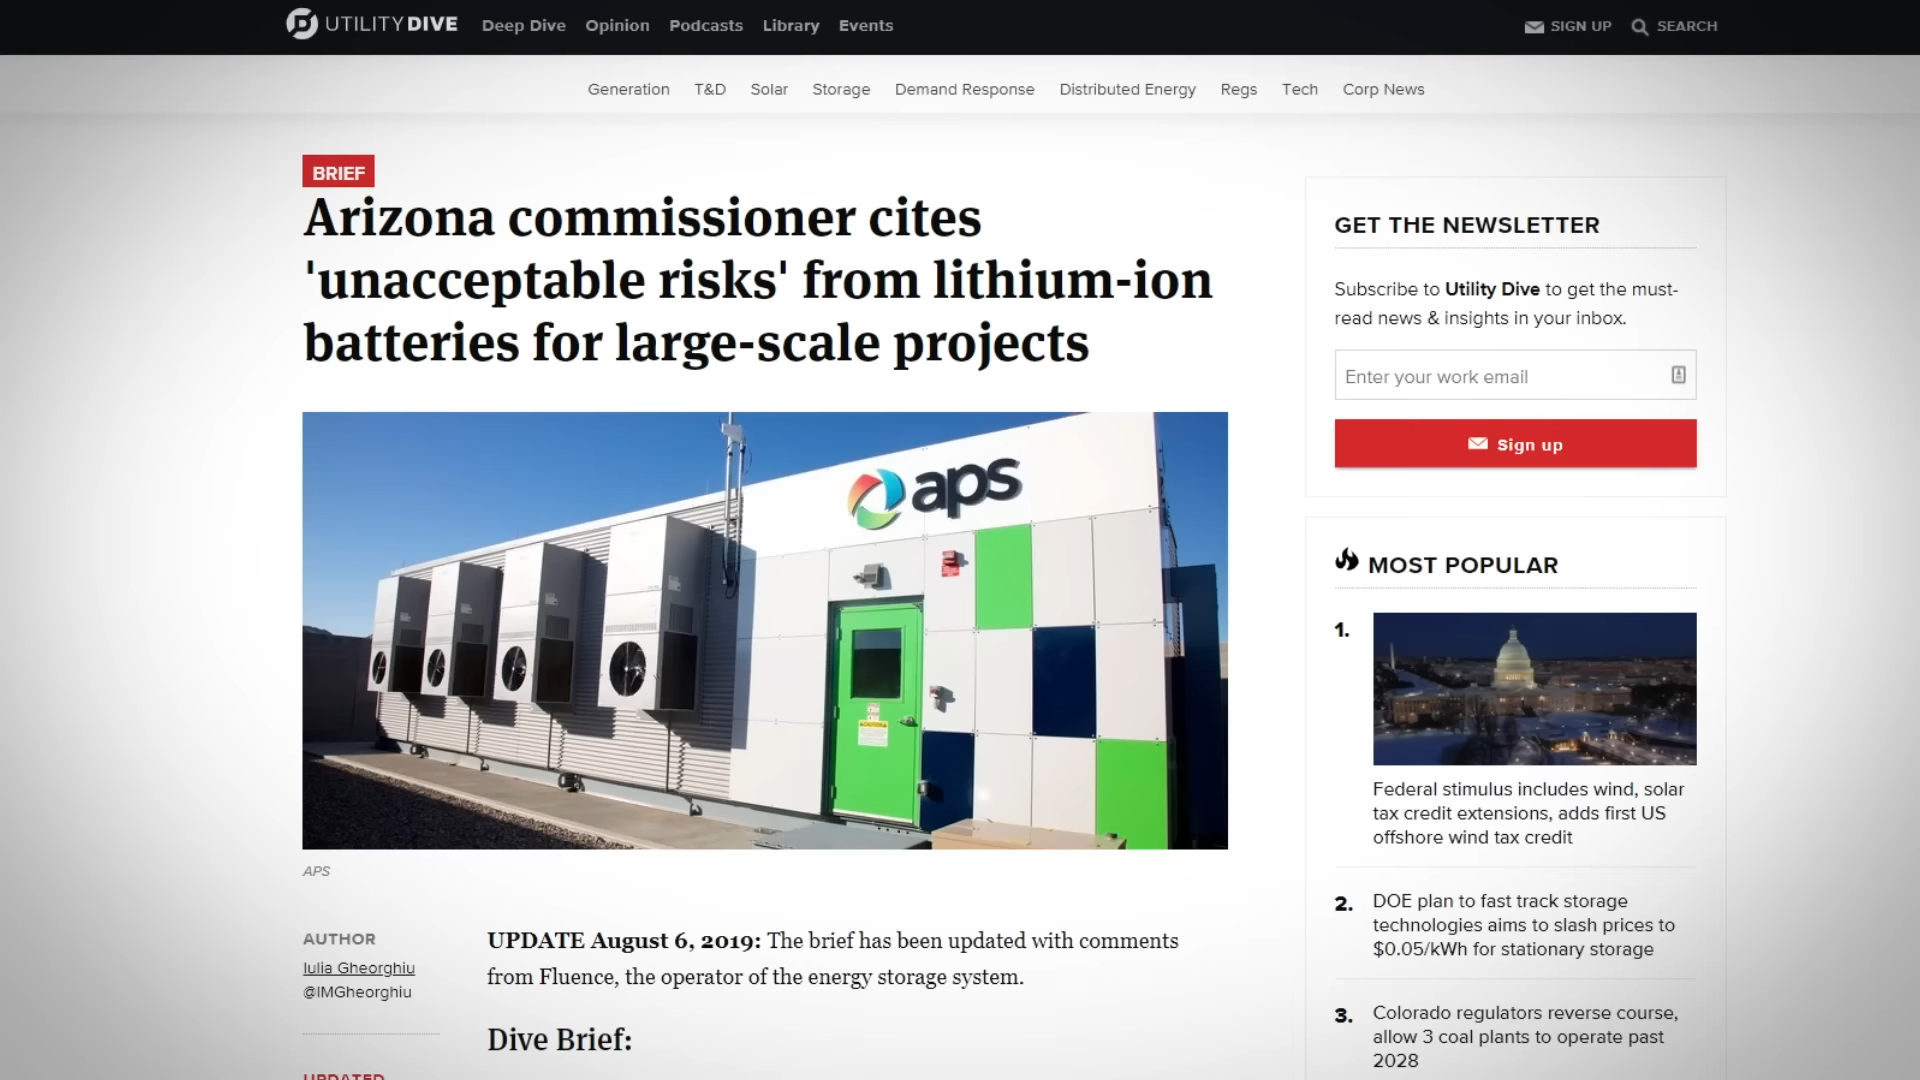 UTILITY DIVE Deep Dive Opinion Podcasts Library Events SIGN UP SEARCH
Generation T&D Solar Storage Demand Response Distributed Energy Regs Tech Corp News
BRIEF
Arizona commissioner cites
'unacceptable risks' from lithium-ion
batteries for large-scale projects
aps
APS
AUTHOR
Iulia Gheorghiu
@IMGheorghiu
UPDATED
UPDATE August 6, 2019: The brief has been updated with comments
from Fluence, the operator of the energy storage system.
Dive Brief:
GET THE NEWSLETTER
Subscribe to Utility Dive to get the must-
read news & insights in your inbox.
Enter your work email
Sign up
MOST POPULAR
1.
Federal stimulus includes wind, solar
tax credit extensions, adds first US
offshore wind tax credit
2. DOE plan to fast track storage
technologies aims to slash prices to
$0.05/kWh for stationary storage
3. Colorado regulators reverse course,
allow 3 coal plants to operate past
2028